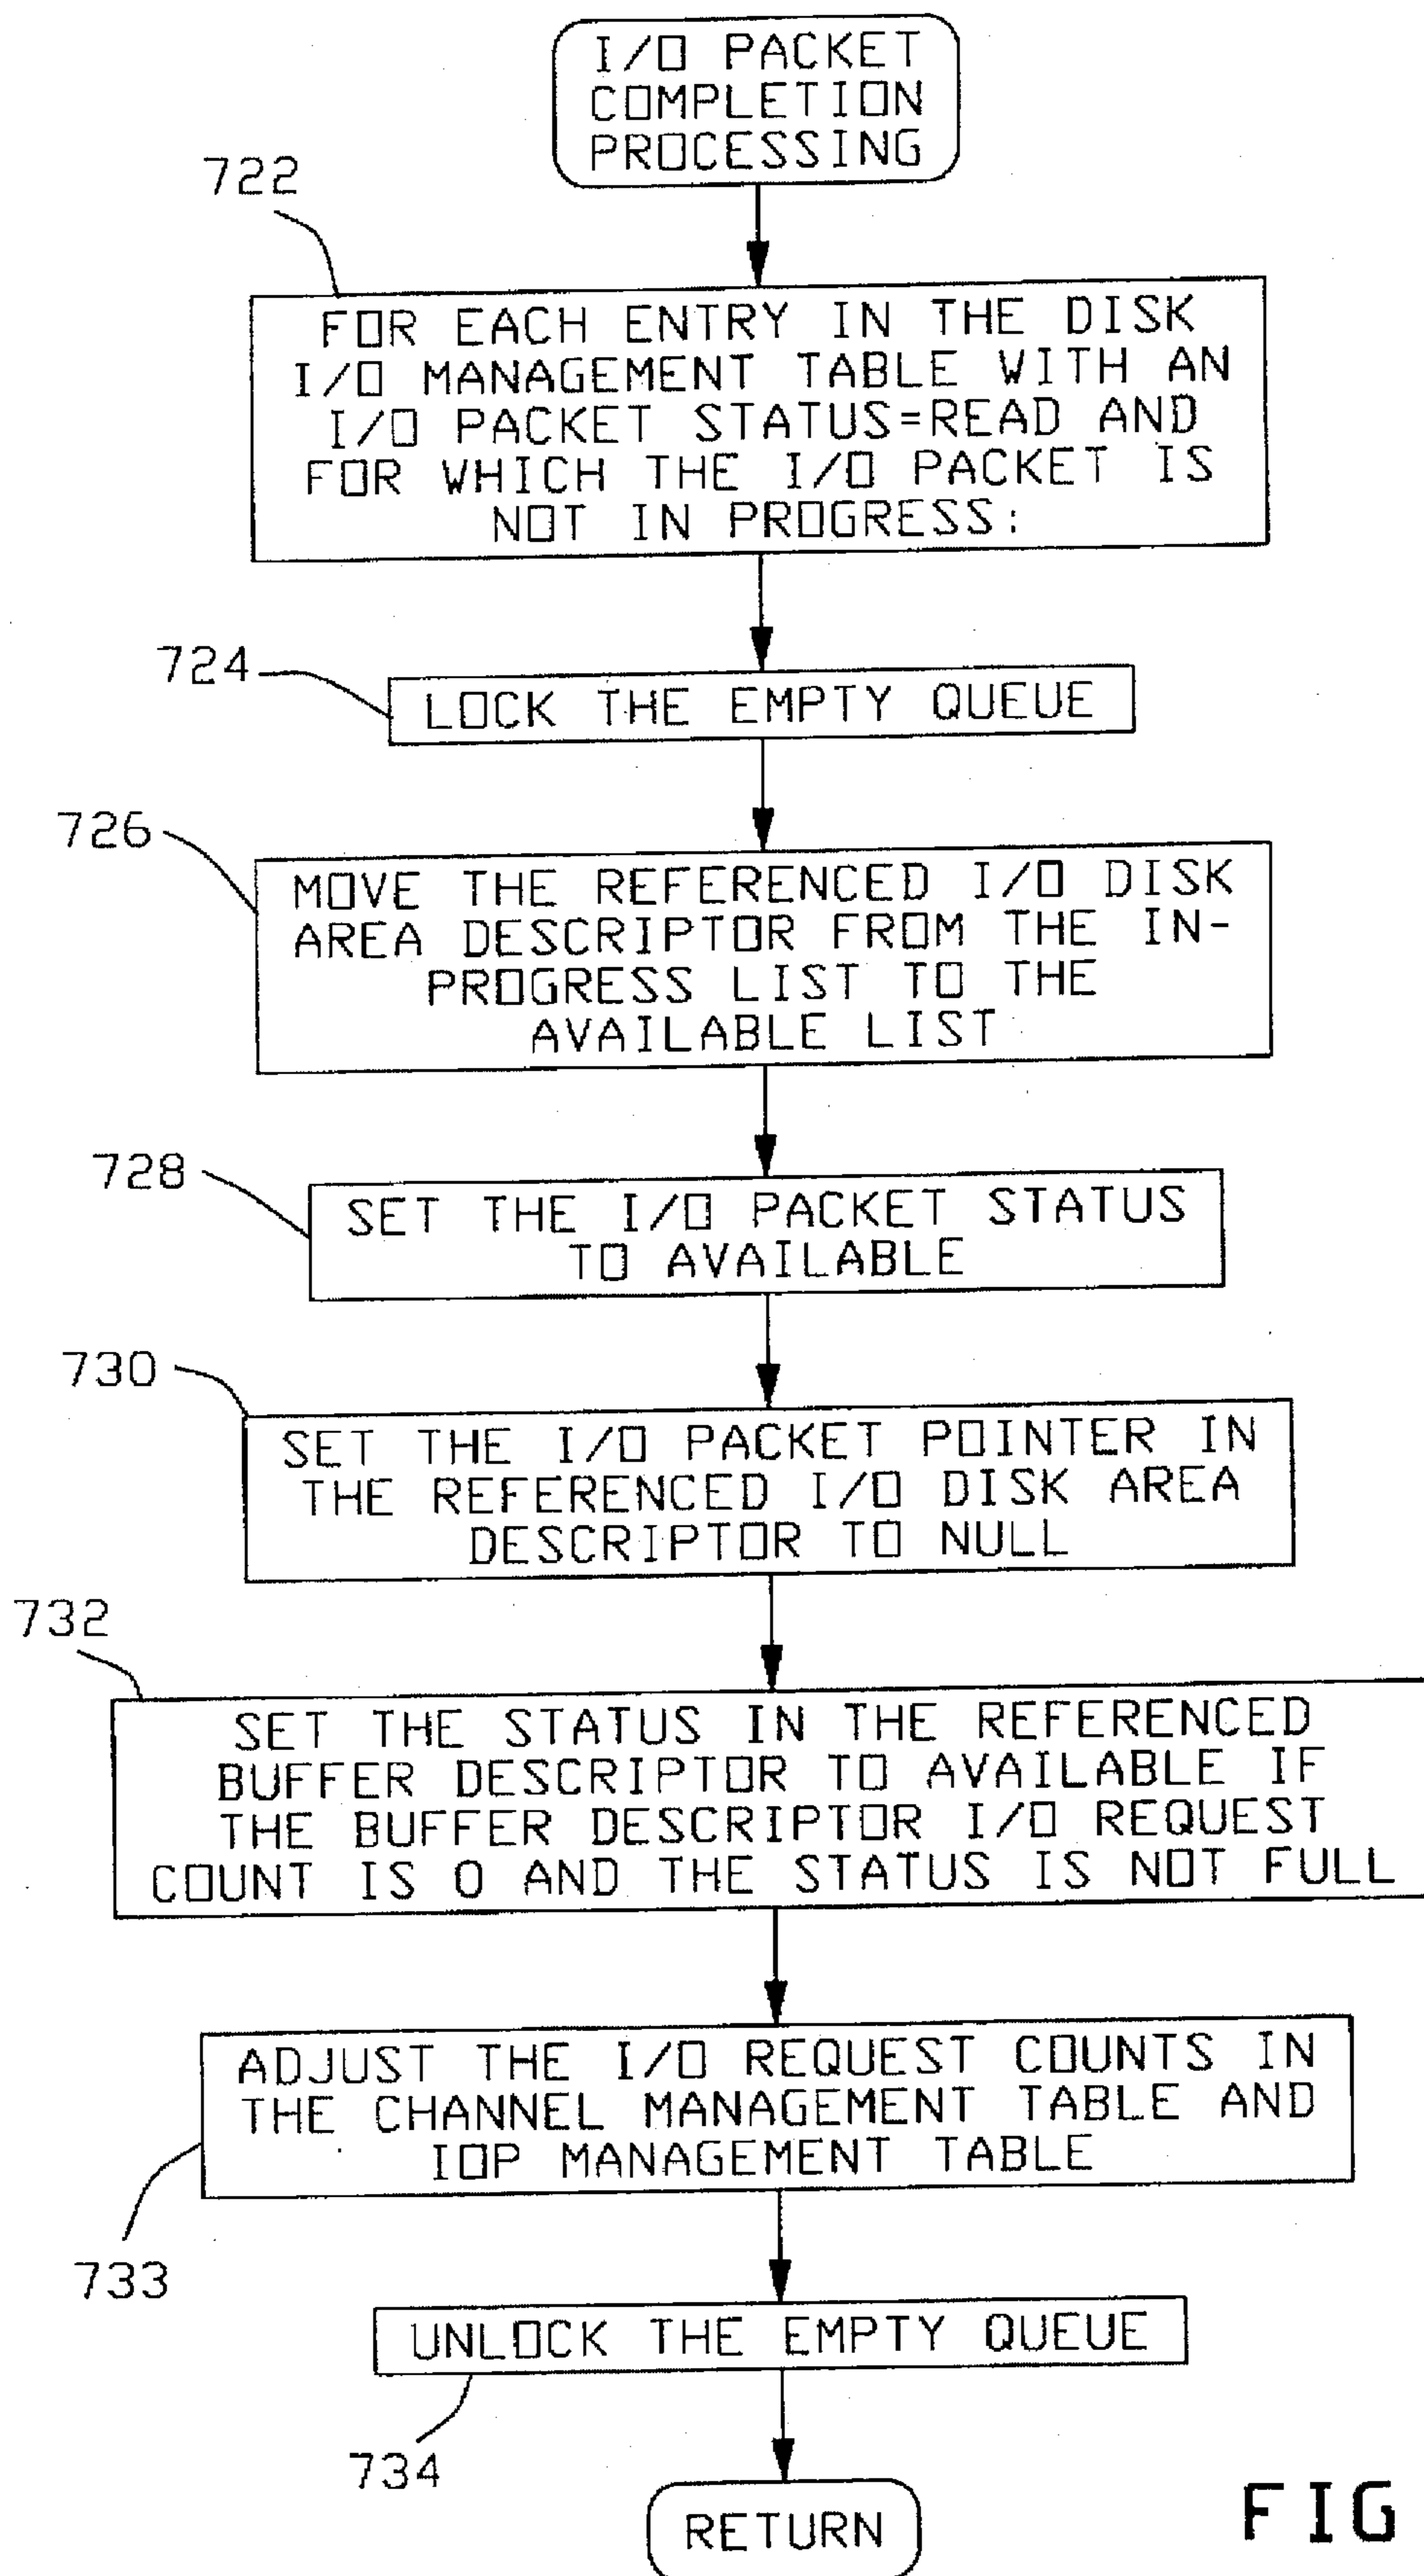 I/O PACKET
COMPLETION
PROCESSING
722
FOR EACH ENTRY IN THE DISK
I/O MANAGEMENT TABLE WITH AN
I/O PACKET STATUS=READ AND
FOR WHICH THE I/O PACKET IS
NOT IN PROGRESS:
724
LOCK THE EMPTY QUEUE
726
MOVE THE REFERENCED I/O DISK
AREA DESCRIPTOR FROM THE IN-
PROGRESS LIST TO THE
AVAILABLE LIST
728
SET THE I/O PACKET STATUS
TO AVAILABLE
730
SET THE I/O PACKET POINTER IN
THE REFERENCED I/O DISK AREA
DESCRIPTOR TO NULL
732
SET THE STATUS IN THE REFERENCED
BUFFER DESCRIPTOR TO AVAILABLE IF
THE BUFFER DESCRIPTOR I/O REQUEST
COUNT IS 0 AND THE STATUS IS NOT FULL
ADJUST THE I/O REQUEST COUNTS IN
THE CHANNEL MANAGEMENT TABLE AND
IOP MANAGEMENT TABLE
733
UNLOCK THE EMPTY QUEUE
734
RETURN
FIG